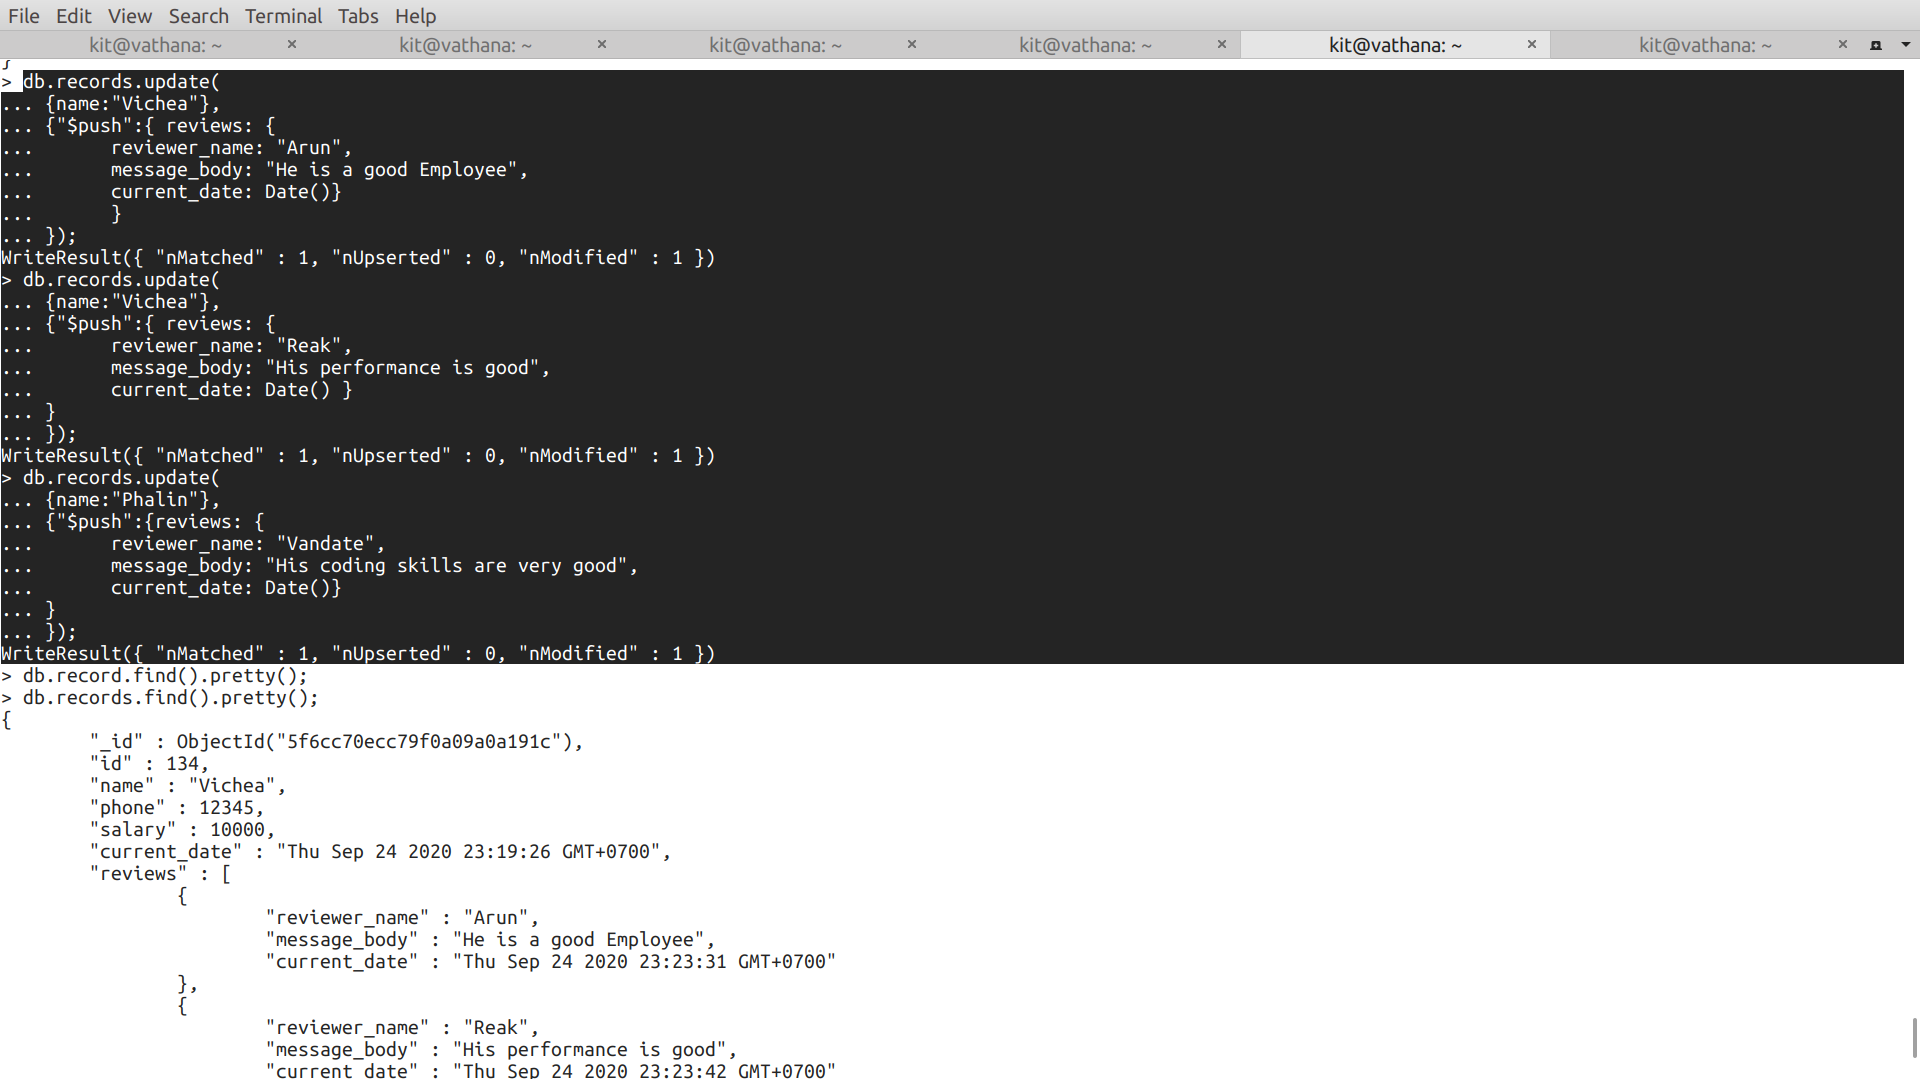 File Edit View Search Terminal Tabs Help
kit@vathana: ~ × kit@vathana: ~ × kit@vathana: ~ × kit@vathana: ~ × kit@vathana: ~ × kit@vathana: ~ ×
}
> db.records.update(
... {name:"Vichea"},
... {"$push":{ reviews: {
...       reviewer_name: "Arun",
...       message_body: "He is a good Employee",
...       current_date: Date()}
...       }
... });
WriteResult({ "nMatched" : 1, "nUpserted" : 0, "nModified" : 1 })
> db.records.update(
... {name:"Vichea"},
... {"$push":{ reviews: {
...       reviewer_name: "Reak",
...       message_body: "His performance is good",
...       current_date: Date() }
... }
... });
WriteResult({ "nMatched" : 1, "nUpserted" : 0, "nModified" : 1 })
> db.records.update(
... {name:"Phalin"},
... {"$push":{reviews: {
...       reviewer_name: "Vandate",
...       message_body: "His coding skills are very good",
...       current_date: Date()}
... }
... });
WriteResult({ "nMatched" : 1, "nUpserted" : 0, "nModified" : 1 })
> db.record.find().pretty();
> db.records.find().pretty();
{
        "_id" : ObjectId("5f6cc70ecc79f0a09a0a191c"),
        "id" : 134,
        "name" : "Vichea",
        "phone" : 12345,
        "salary" : 10000,
        "current_date" : "Thu Sep 24 2020 23:19:26 GMT+0700",
        "reviews" : [
                {
                        "reviewer_name" : "Arun",
                        "message_body" : "He is a good Employee",
                        "current_date" : "Thu Sep 24 2020 23:23:31 GMT+0700"
                },
                {
                        "reviewer_name" : "Reak",
                        "message_body" : "His performance is good",
                        "current_date" : "Thu Sep 24 2020 23:23:42 GMT+0700"